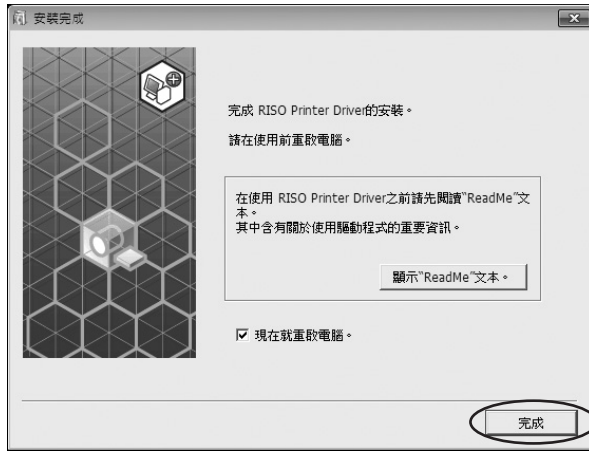 安裝完成
完成 RISO Printer Driver的安裝。
請在使用前重啟電腦。
在使用 RISO Printer Driver之前請先閱讀"ReadMe"文
本。
其中含有關於使用驅動程式的重要資訊。
顯示"ReadMe"文本。
現在就重啟電腦。
完成